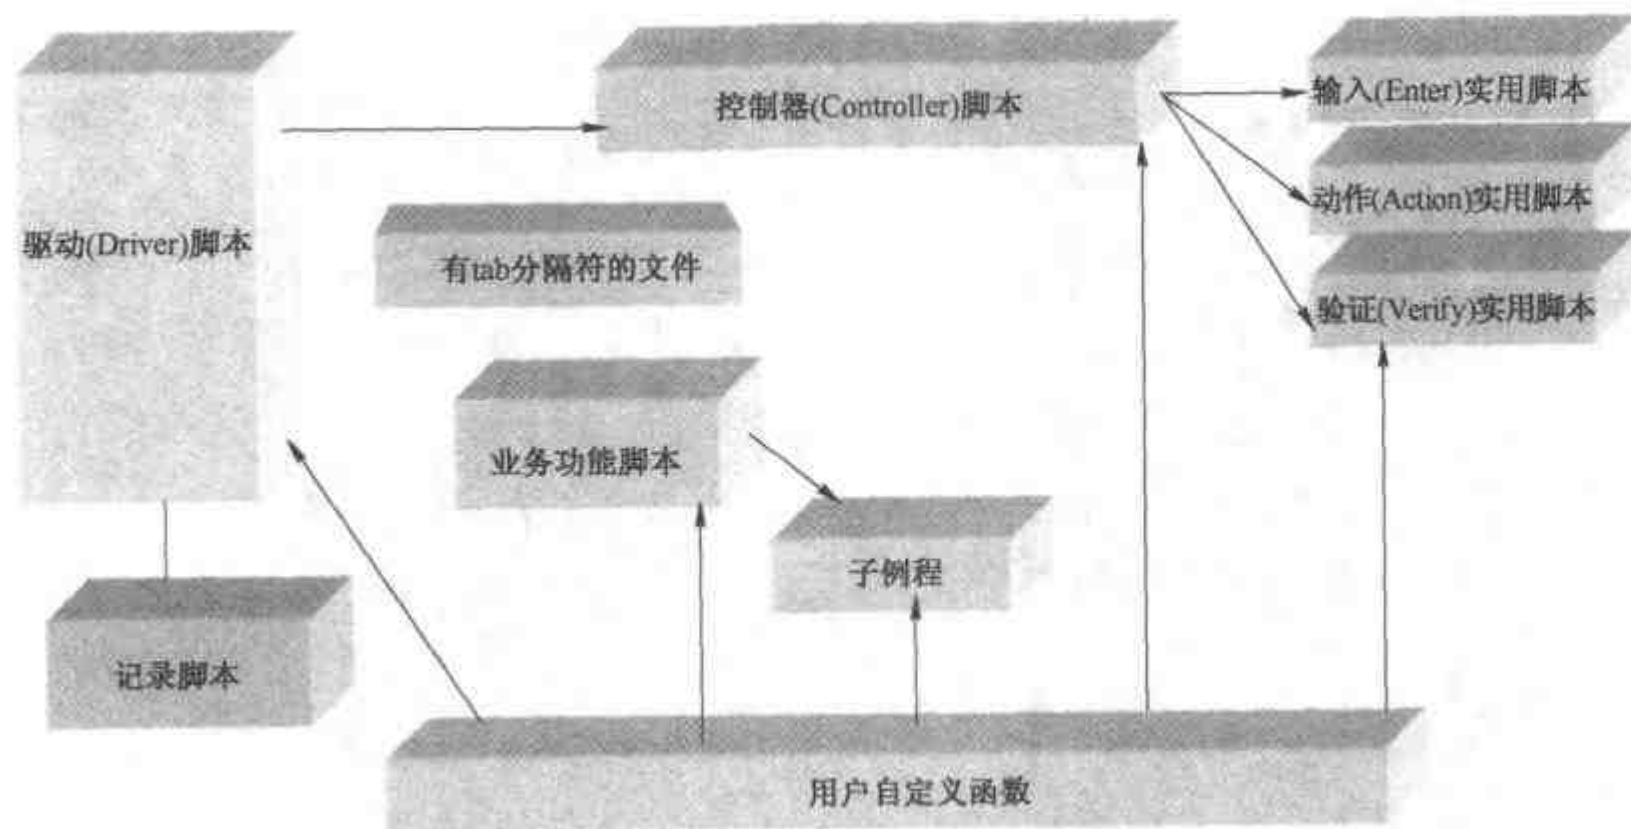 控制器(Controller)脚本
输入(Enter)实用脚本
动作(Action)实用脚本
驱动(Driver)脚本
有tab分隔符的文件
验证(Verify)实用脚本
业务功能脚本
子例程
记录脚本
用户自定义函数